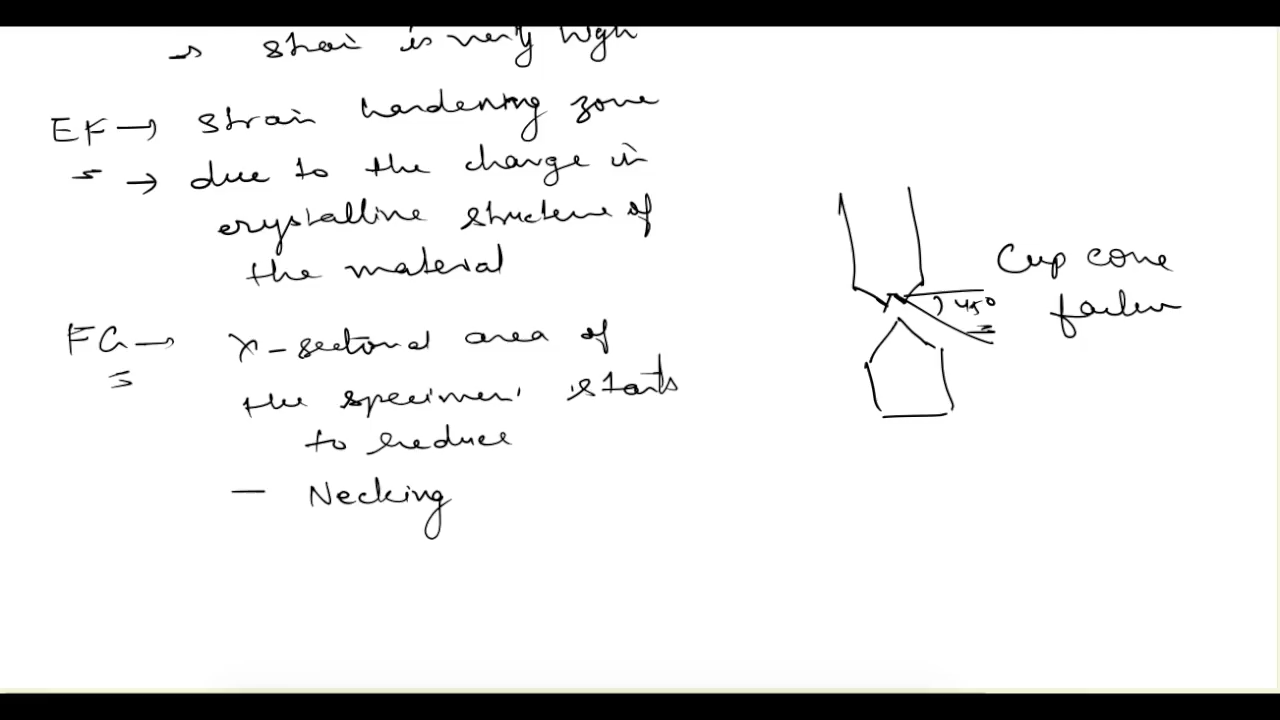 → strain is very high
EF → strain hardening zone
→ due to the change in
crystalline structure of
the material
FG → x-sectional area of
the specimen starts
to reduce
— Necking
Cup cone
failure
45°